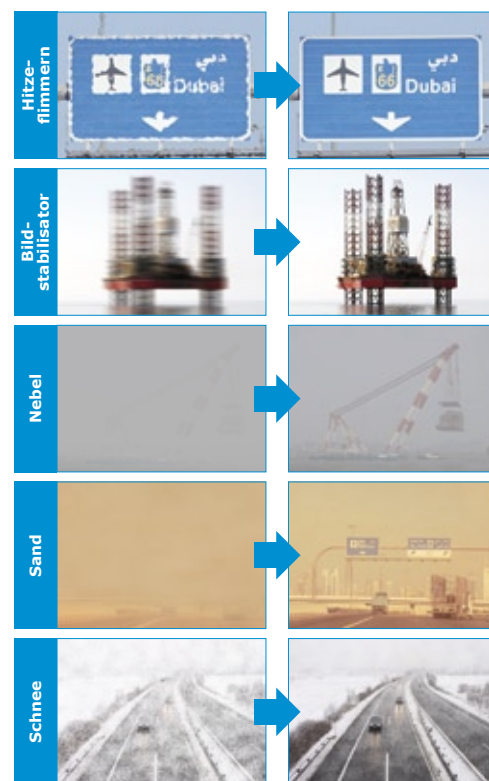 Hitze-
flimmern
دبي
66
Dubai
دبي
66
Dubai
Bild-
stabilisator
Nebel
Sand
Schnee